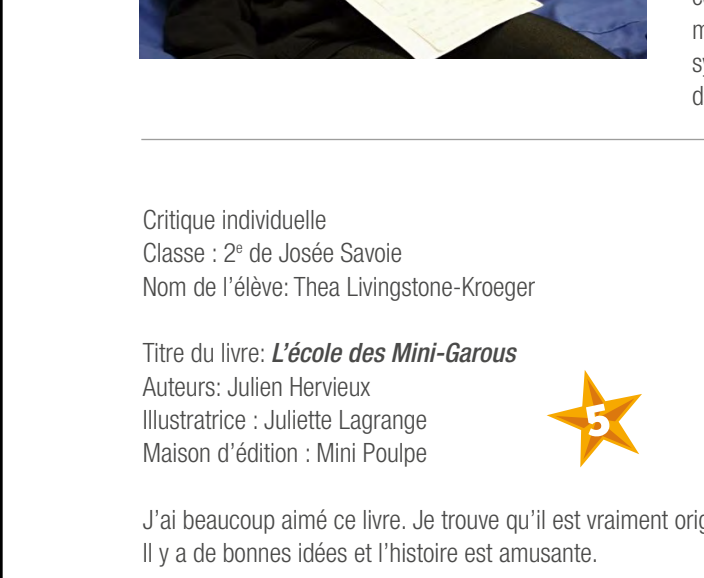 Critique individuelle
Classe : 2e de Josée Savoie
Nom de l'élève: Thea Livingstone-Kroeger
Titre du livre: L'école des Mini-Garous
Auteurs: Julien Hervieux
Illustratrice : Juliette Lagrange
5
Maison d'édition : Mini Poulpe
J'ai beaucoup aimé ce livre. Je trouve qu'il est vraiment
Il y a de bonnes idées et l'histoire est amusante.